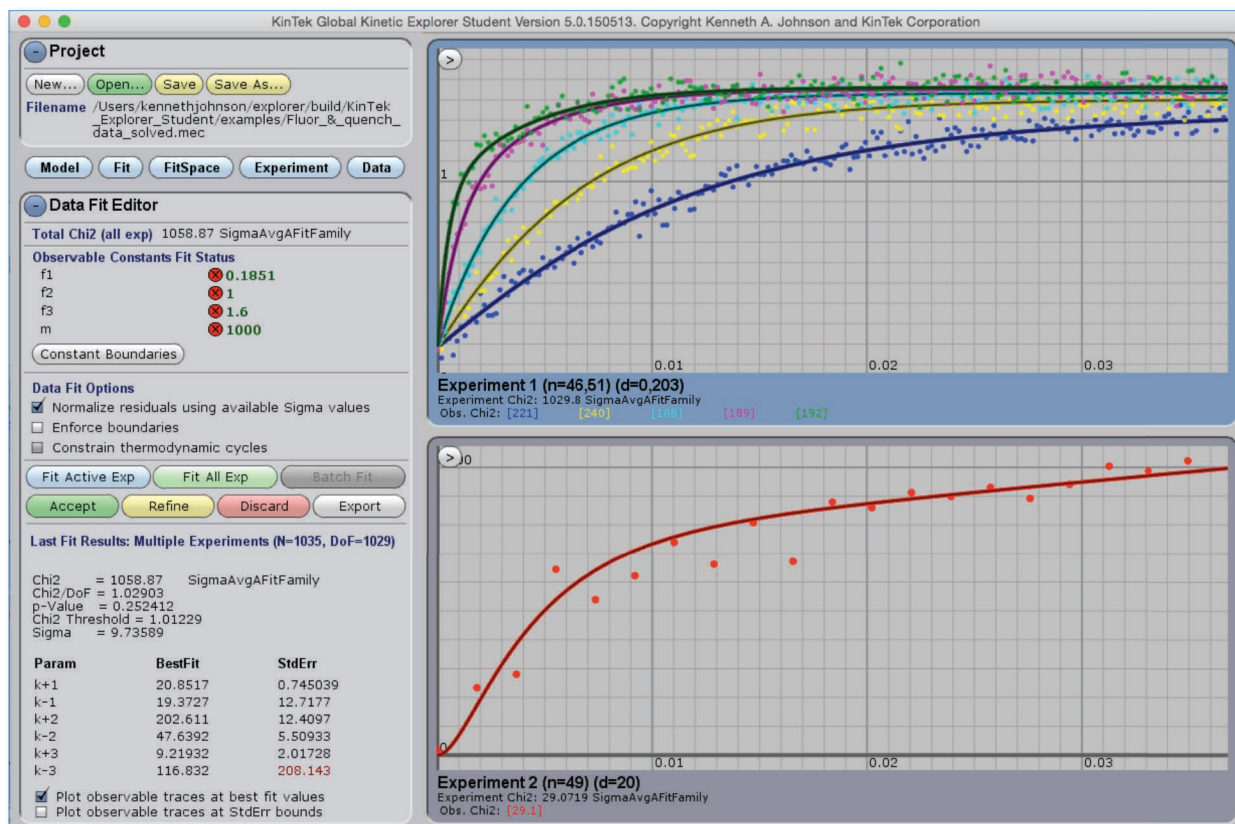 KinTek Global Kinetic Explorer Student Version 5.0.150513. Copyright Kenneth A. Johnson and KinTek Corporation
- Project
New... Open... Save Save As...
Filename /Users/kennethjohnson/explorer/build/KinTek
_Explorer_Student/examples/Fluor_&_quench_
data_solved.mec
Model Fit FitSpace Experiment Data
- Data Fit Editor
Total Chi2 (all exp) 1058.87 SigmaAvgAFitFamily
Observable Constants Fit Status
f1 0.1851
f2 1
f3 1.6
m 1000
Constant Boundaries
Data Fit Options
Normalize residuals using available Sigma values
Enforce boundaries
Constrain thermodynamic cycles
Fit Active Exp Fit All Exp Batch Fit
Accept Refine Discard Export
Last Fit Results: Multiple Experiments (N=1035, DoF=1029)
Chi2 = 1058.87 SigmaAvgAFitFamily
Chi2/DoF = 1.02903
p-Value = 0.252412
Chi2 Threshold = 1.01229
Sigma = 9.73589
Param BestFit StdErr
k+1 20.8517 0.745039
k-1 19.3727 12.7177
k+2 202.611 12.4097
k-2 47.6392 5.50933
k+3 9.21932 2.01728
k-3 116.832 208.143
Plot observable traces at best fit values
Plot observable traces at StdErr bounds
>
1
0.01 0.02 0.03
Experiment 1 (n=46,51) (d=0,203)
Experiment Chi2: 1029.8 SigmaAvgAFitFamily
Obs. Chi2: [221] [240] [188] [189] [192]
>
0
0.01 0.02 0.03
Experiment 2 (n=49) (d=20)
Experiment Chi2: 29.0719 SigmaAvgAFitFamily
Obs. Chi2: [29.1]